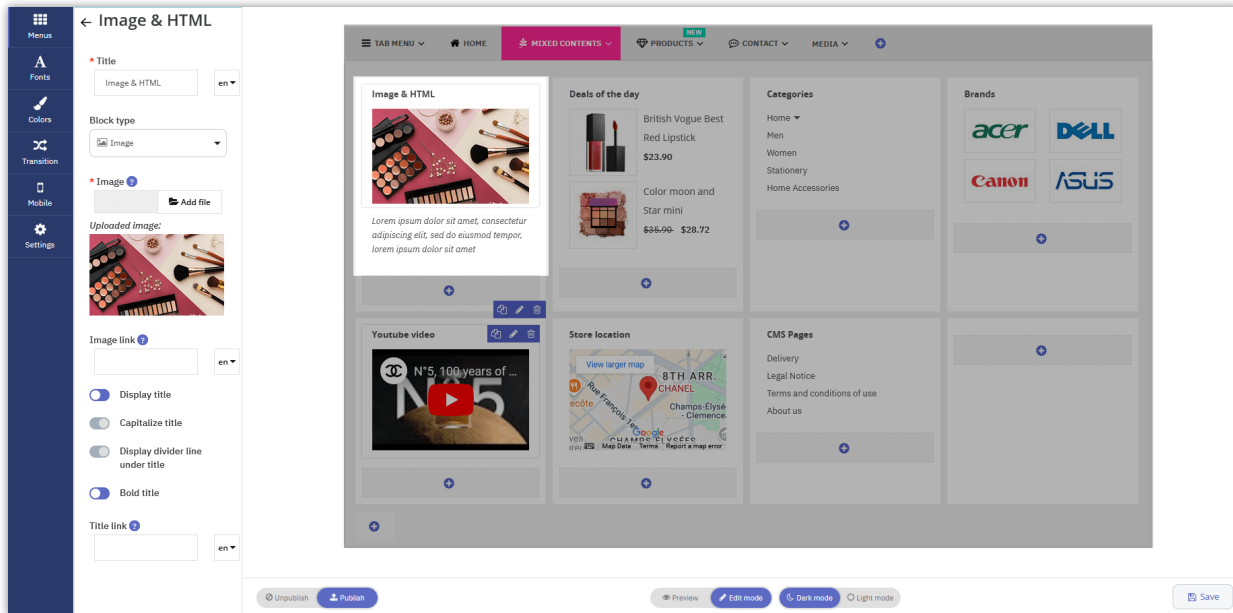 Menus
Fonts
Colors
Transition
Mobile
Settings
← Image & HTML
* Title
Image & HTML
en
Block type
Image
* Image ?
Add file
Uploaded image:
Image link ?
en
Display title
Capitalize title
Display divider line
under title
Bold title
Title link ?
en
TAB MENU
HOME
MIXED CONTENTS
NEW
PRODUCTS
CONTACT
MEDIA
Image & HTML
Lorem ipsum dolor sit amet, consectetur
adipiscing elit, sed do eiusmod tempor,
lorem ipsum dolor sit amet
Deals of the day
British Vogue Best
Red Lipstick
$23.90
Color moon and
Star mini
$35.90 $28.72
Categories
Home
Men
Women
Stationery
Home Accessories
Brands
acer
DELL
Canon
ASUS
Youtube video
N°5, 100 years of ...
N°5
Store location
View larger map
8TH ARR.
CHANEL
Rue François
ecôte
Champs-Élysé
- Clemence
Google
CHAMPS ÉLYSÉES
Map Data Terms Report a map error
CMS Pages
Delivery
Legal Notice
Terms and conditions of use
About us
Unpublish
Publish
Preview
Edit mode
Dark mode
Light mode
Save